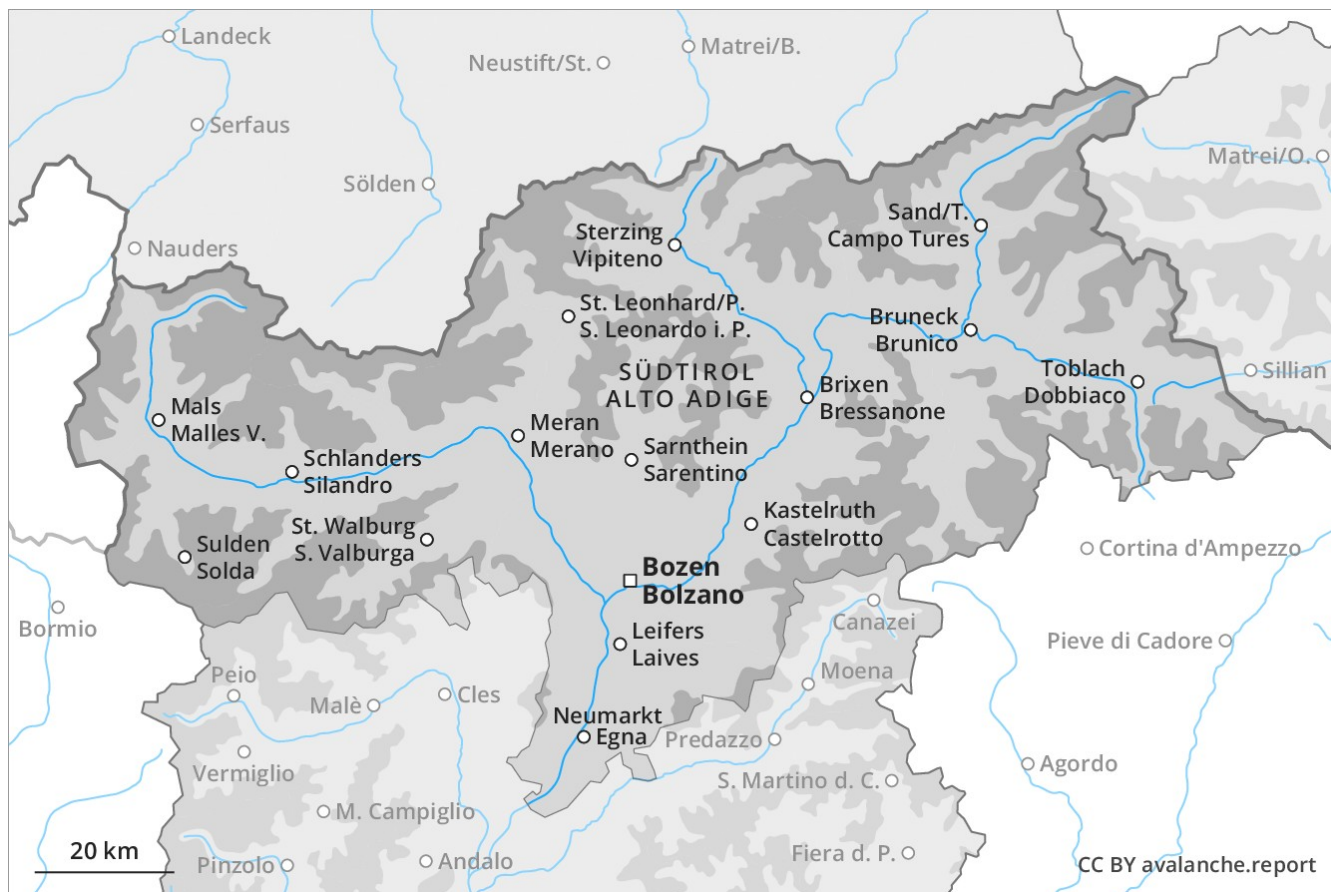 Landeck
Matrei/B.
Neustift/St.
Serfaus
Matrei/O.
Sölden
Sand/T.
Campo Tures
Sterzing
Vipiteno
Nauders
St. Leonhard/P.
S. Leonardo i. P.
Bruneck
Brunico
SÜDTIROL
ALTO ADIGE
Toblach
Dobbiaco
Sillian
Brixen
Bressanone
Mals
Malles V.
Meran
Merano
Sarnthein
Sarentino
Schlanders
Silandro
Kastelruth
Castelrotto
St. Walburg
S. Valburga
Sulden
Solda
Cortina d'Ampezzo
Bozen
Bolzano
Bormio
Canazei
Leifers
Laives
Pieve di Cadore
Peio
Moena
Malè
Cles
Neumarkt
Egna
Predazzo
Vermiglio
Agordo
S. Martino d. C.
M. Campiglio
20 km
Pinzolo
Andalo
Fiera d. P.
CC BY avalanche.report